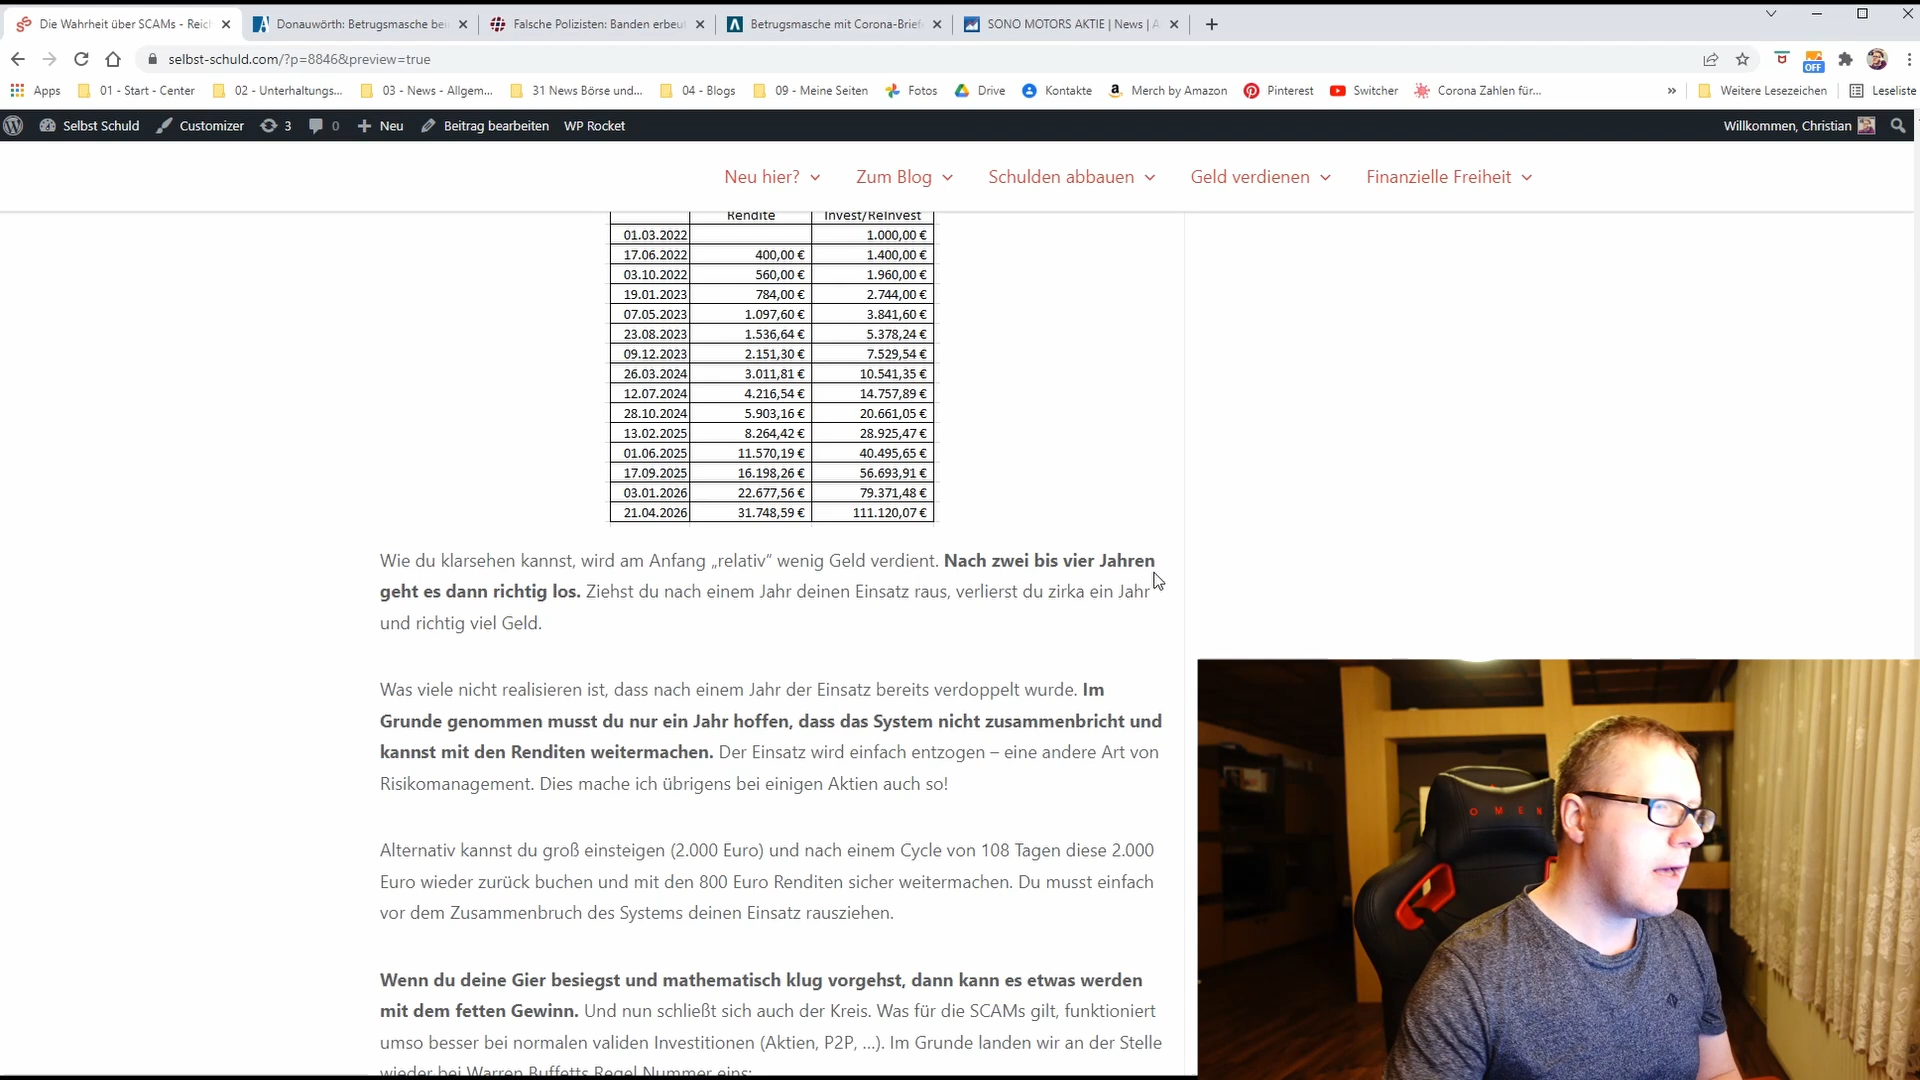 Die Wahrheit über SCAMs - Reich
Donauwörth: Betrugsmasche bei
Falsche Polizisten: Banden erbeut
Betrugsmasche mit Corona-Brief
SONO MOTORS AKTIE | News | A
selbst-schuld.com/?p=8846&preview=true
OFF
Apps
01 - Start - Center
02 - Unterhaltungs...
03 - News - Allgem...
31 News Börse und...
04 - Blogs
09 - Meine Seiten
Fotos
Drive
Kontakte
Merch by Amazon
Pinterest
Switcher
Corona Zahlen für...
»
Weitere Lesezeichen
Leseliste
Selbst Schuld
Customizer
3
0
Neu
Beitrag bearbeiten
WP Rocket
Willkommen, Christian
Neu hier? Zum Blog Schulden abbauen Geld verdienen Finanzielle Freiheit
Rendite Invest/ReInvest
01.03.2022 1.000,00 €
17.06.2022 400,00 € 1.400,00 €
03.10.2022 560,00 € 1.960,00 €
19.01.2023 784,00 € 2.744,00 €
07.05.2023 1.097,60 € 3.841,60 €
23.08.2023 1.536,64 € 5.378,24 €
09.12.2023 2.151,30 € 7.529,54 €
26.03.2024 3.011,81 € 10.541,35 €
12.07.2024 4.216,54 € 14.757,89 €
28.10.2024 5.903,16 € 20.661,05 €
13.02.2025 8.264,42 € 28.925,47 €
01.06.2025 11.570,19 € 40.495,65 €
17.09.2025 16.198,26 € 56.693,91 €
03.01.2026 22.677,56 € 79.371,48 €
21.04.2026 31.748,59 € 111.120,07 €
Wie du klarsehen kannst, wird am Anfang „relativ“ wenig Geld verdient. Nach zwei bis vier Jahren
geht es dann richtig los. Ziehst du nach einem Jahr deinen Einsatz raus, verlierst du zirka ein Jahr
und richtig viel Geld.
Was viele nicht realisieren ist, dass nach einem Jahr der Einsatz bereits verdoppelt wurde. Im
Grunde genommen musst du nur ein Jahr hoffen, dass das System nicht zusammenbricht und
kannst mit den Renditen weitermachen. Der Einsatz wird einfach entzogen – eine andere Art von
Risikomanagement. Dies mache ich übrigens bei einigen Aktien auch so!
Alternativ kannst du groß einsteigen (2.000 Euro) und nach einem Cycle von 108 Tagen diese 2.000
Euro wieder zurück buchen und mit den 800 Euro Renditen sicher weitermachen. Du musst einfach
vor dem Zusammenbruch des Systems deinen Einsatz rausziehen.
Wenn du deine Gier besiegst und mathematisch klug vorgehst, dann kann es etwas werden
mit dem fetten Gewinn. Und nun schließt sich auch der Kreis. Was für die SCAMs gilt, funktioniert
umso besser bei normalen validen Investitionen (Aktien, P2P, …). Im Grunde landen wir an der Stelle
wieder bei Warren Buffetts Regel Nummer eins:
OMEN